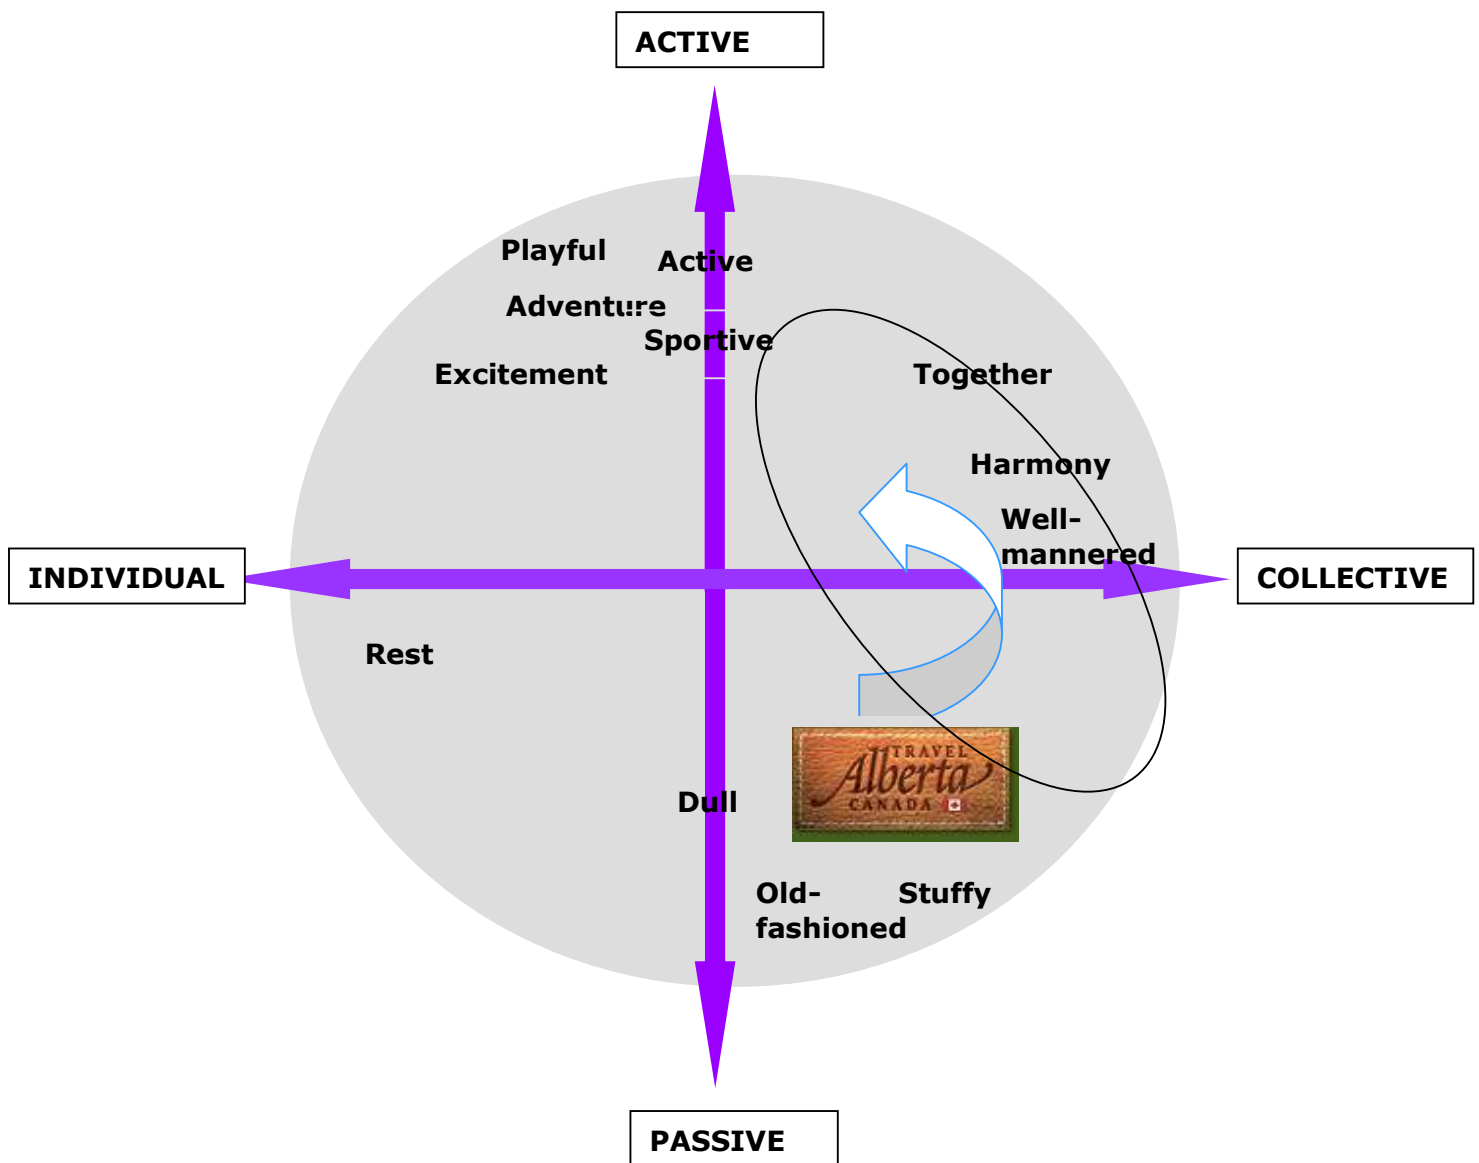 ACTIVE
Playful
Active
Adventure
Sportive
Excitement
Together
Harmony
Well-
mannered
INDIVIDUAL
COLLECTIVE
Rest
TRAVEL
Alberta
CANADA
Dull
Old-
fashioned
Stuffy
PASSIVE